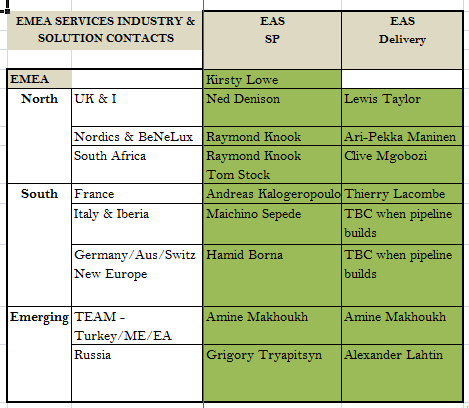 EMEA SERVICES INDUSTRY & EAS EAS
SOLUTION CONTACTS SP Delivery
EMEA Kirsty Lowe
North UK & I Ned Denison Lewis Taylor
Nordics & BeNeLux Raymond Knook Ari-Pekka Maninen
South Africa Raymond Knook Clive Mgobozi
Tom Stock
South France Andreas Kalogeropoulo Thierry Lacombe
Italy & Iberia Maichino Sepede TBC when pipeline
builds
Germany/Aus/Switz Hamid Borna TBC when pipeline
New Europe builds
Emerging TEAM - Amine Makhoukh Amine Makhoukh
Turkey/ME/EA
Russia Grigory Tryapitsyn Alexander Lahtin